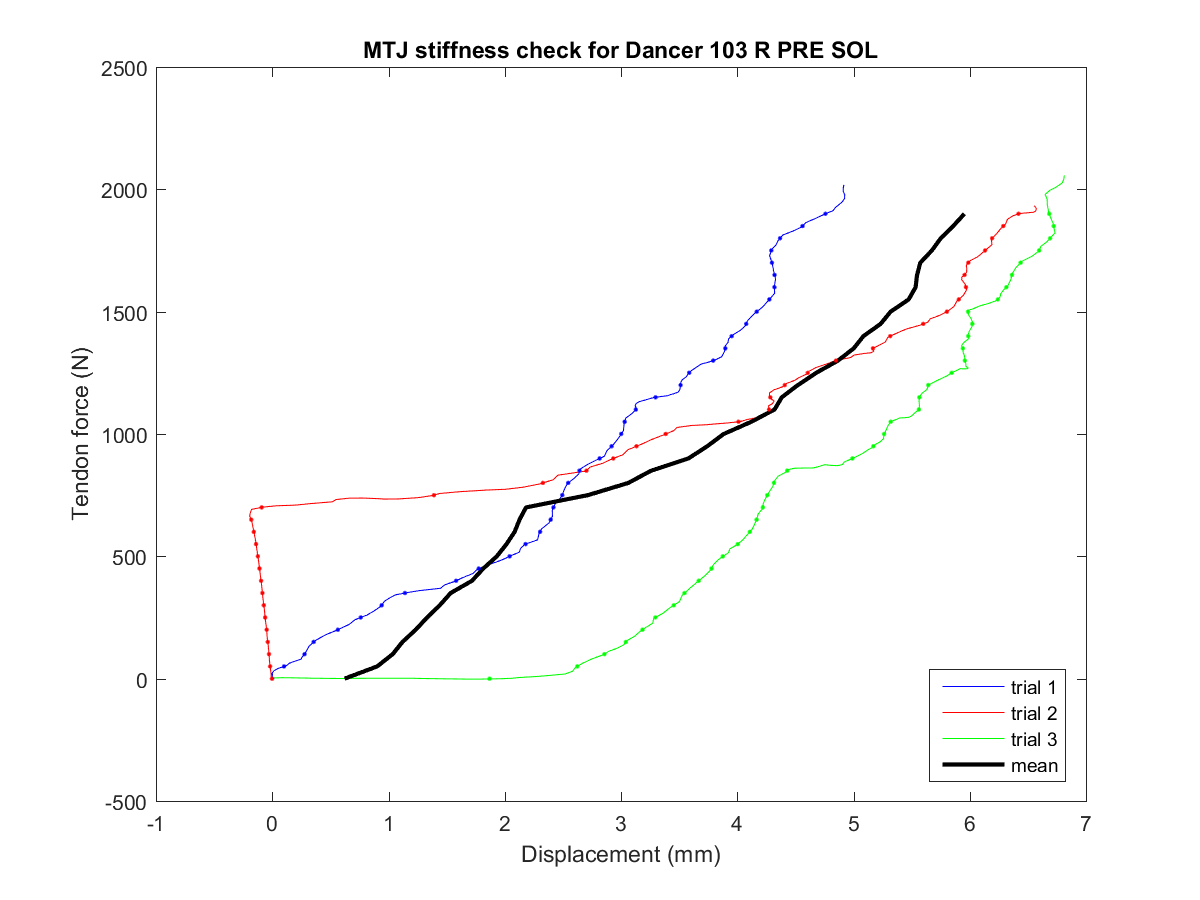 MTJ stiffness check for Dancer 103 R PRE SOL
2500
2000
1500
1000
500
0
-500
Tendon force (N)
-1 0 1 2 3 4 5 6 7
Displacement (mm)
trial 1
trial 2
trial 3
mean